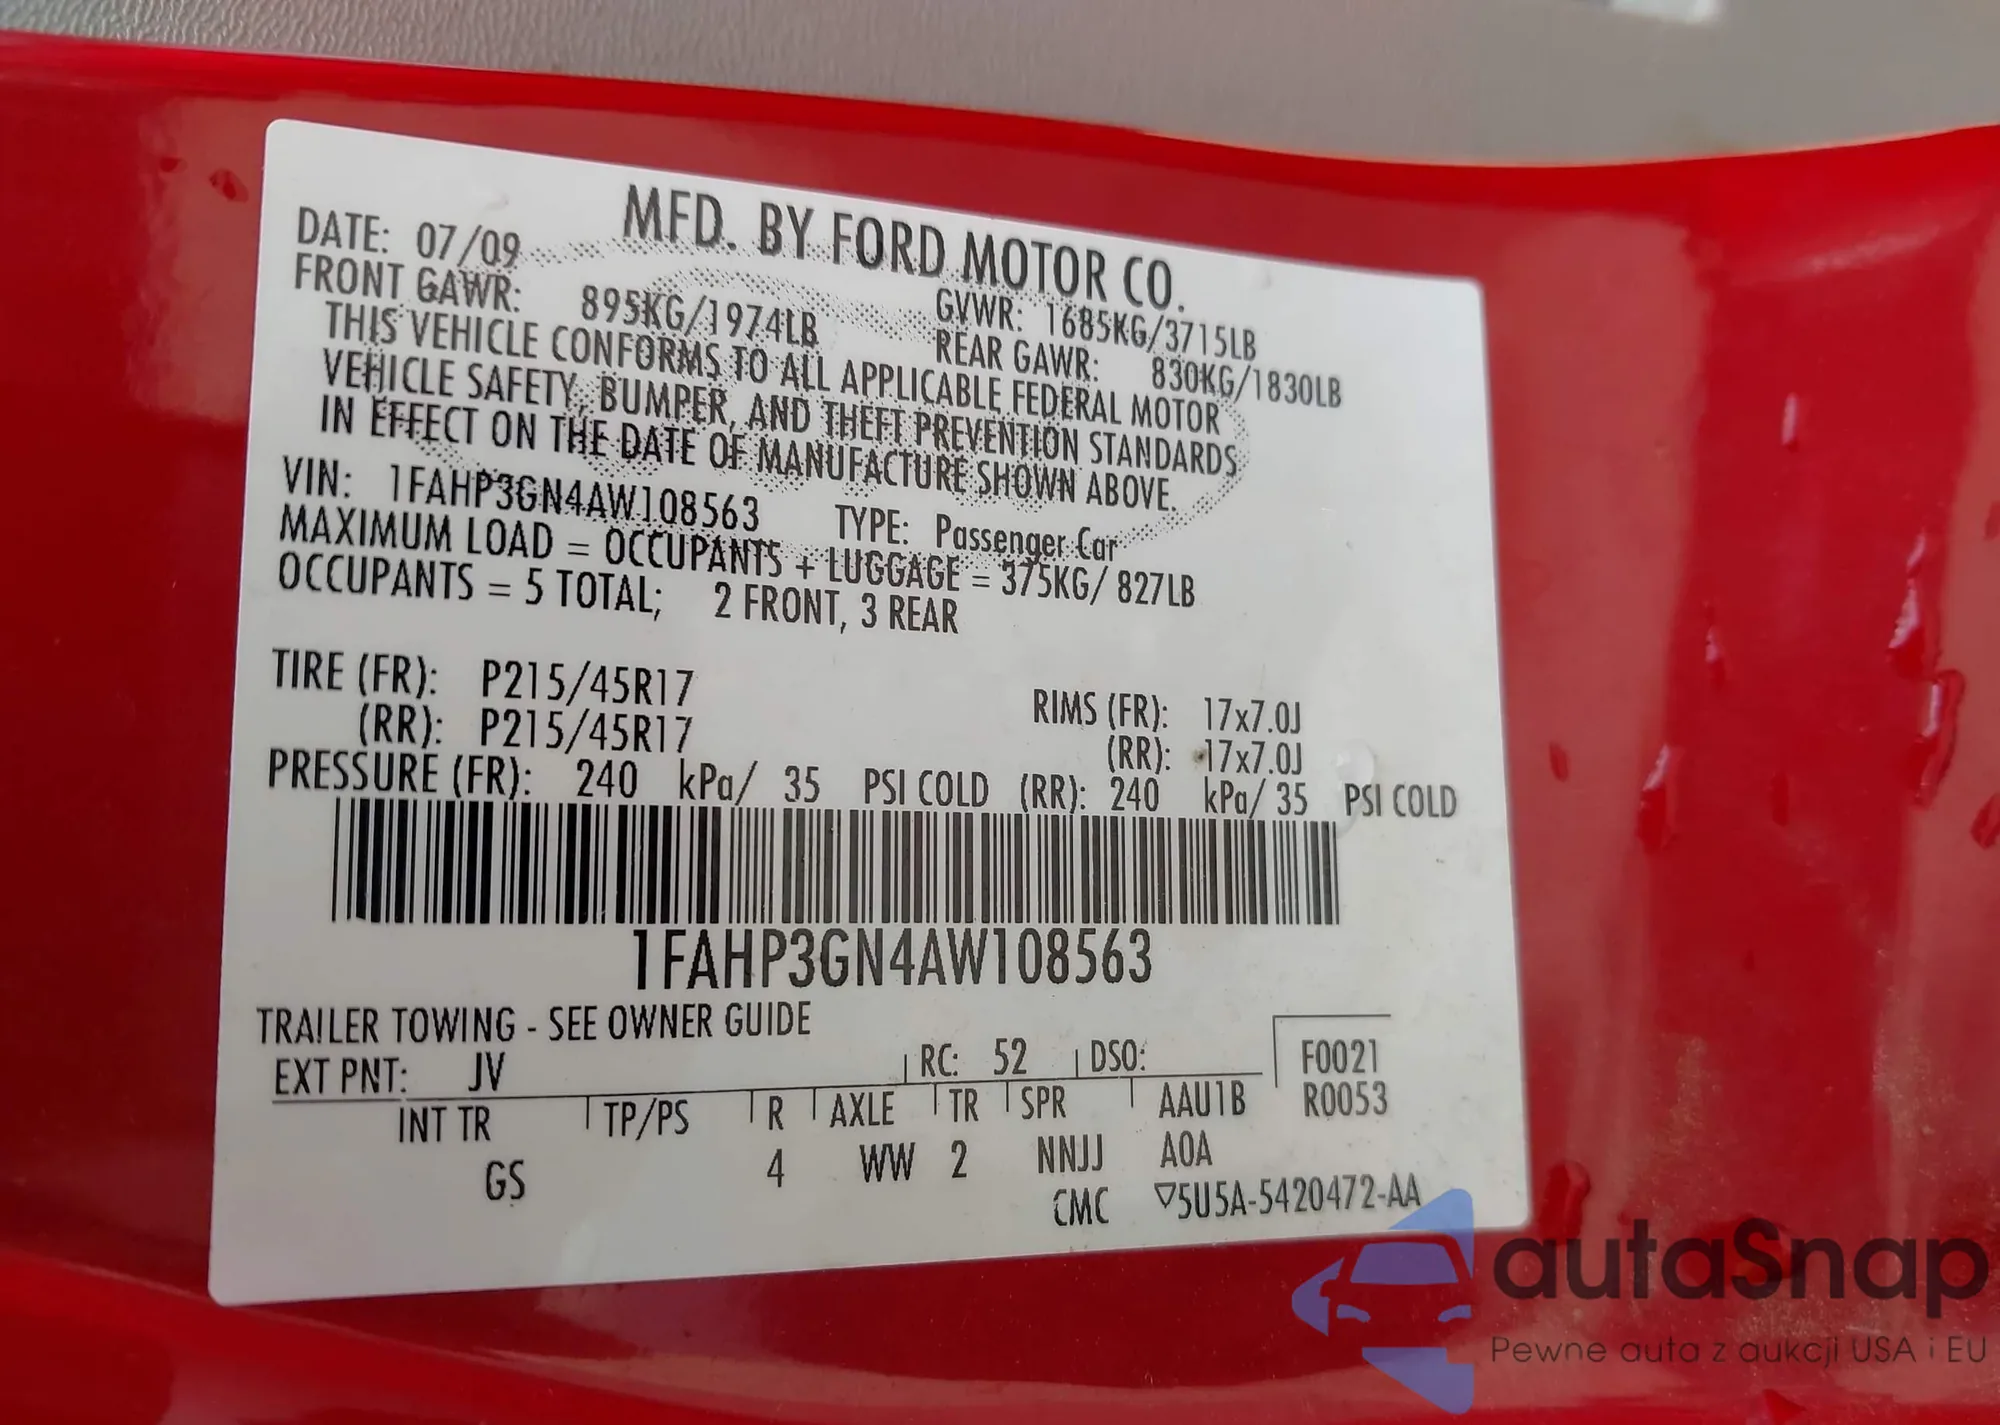 MFD. BY FORD MOTOR CO.
DATE: 07/09
GVWR: 1685KG/3715LB
FRONT GAWR: 895KG/1974LB
REAR GAWR: 830KG/1830LB
THIS VEHICLE CONFORMS TO ALL APPLICABLE FEDERAL MOTOR
VEHICLE SAFETY, BUMPER, AND THEFT PREVENTION STANDARDS
IN EFFECT ON THE DATE OF MANUFACTURE SHOWN ABOVE.
VIN: 1FAHP3GN4AW108563 TYPE: Passenger Car
MAXIMUM LOAD = OCCUPANTS + LUGGAGE = 375KG/ 827LB
OCCUPANTS = 5 TOTAL; 2 FRONT, 3 REAR
TIRE (FR): P215/45R17 RIMS (FR): 17x7.0J
(RR): P215/45R17 (RR): 17x7.0J
PRESSURE (FR): 240 kPa/ 35 PSI COLD (RR): 240 kPa/ 35 PSI COLD
1FAHP3GN4AW108563
TRAILER TOWING - SEE OWNER GUIDE
EXT PNT: JV RC: 52 DSO: F0021
INT TR TP/PS R AXLE TR SPR AAU1B R0053
GS 4 WW 2 NNJJ AOA
CMC ▽5U5A-5420472-AA
autaSnap
Pewne auta z aukcji USA i EU